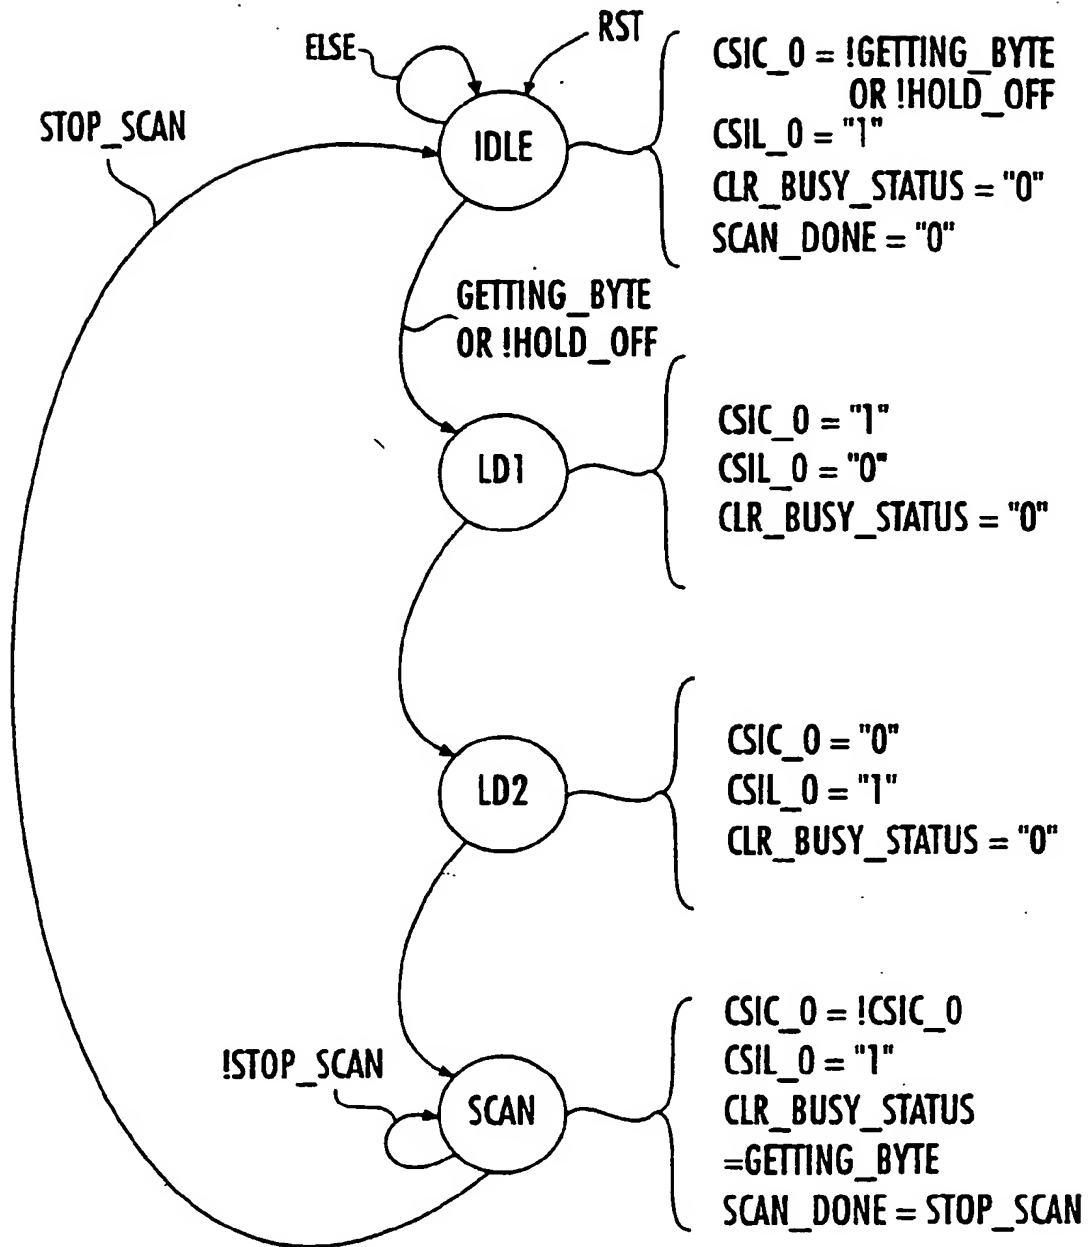 RST
ELSE
STOP_SCAN
IDLE
CSIC_0 = !GETTING_BYTE
OR !HOLD_OFF
CSIL_0 = "1"
CLR_BUSY_STATUS = "0"
SCAN_DONE = "0"
GETTING_BYTE
OR !HOLD_OFF
LD1
CSIC_0 = "1"
CSIL_0 = "0"
CLR_BUSY_STATUS = "0"
LD2
CSIC_0 = "0"
CSIL_0 = "1"
CLR_BUSY_STATUS = "0"
!STOP_SCAN
SCAN
CSIC_0 = !CSIC_0
CSIL_0 = "1"
CLR_BUSY_STATUS
=GETTING_BYTE
SCAN_DONE = STOP_SCAN